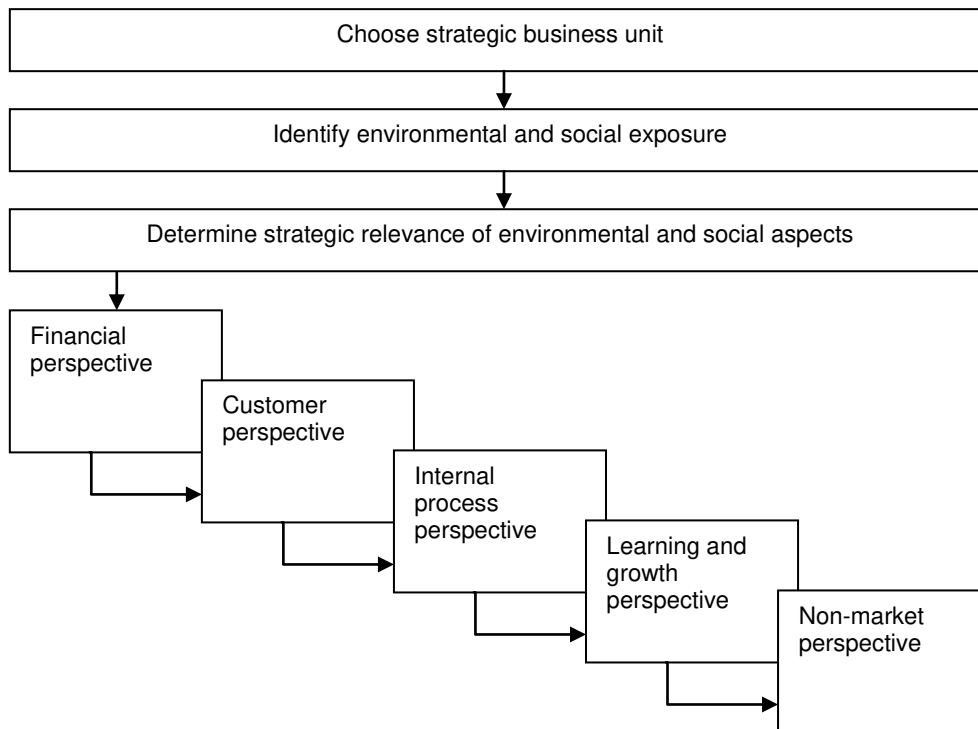 Choose strategic business unit
Identify environmental and social exposure
Determine strategic relevance of environmental and social aspects
Financial
perspective
Customer
perspective
Internal
process
perspective
Learning and
growth
perspective
Non-market
perspective